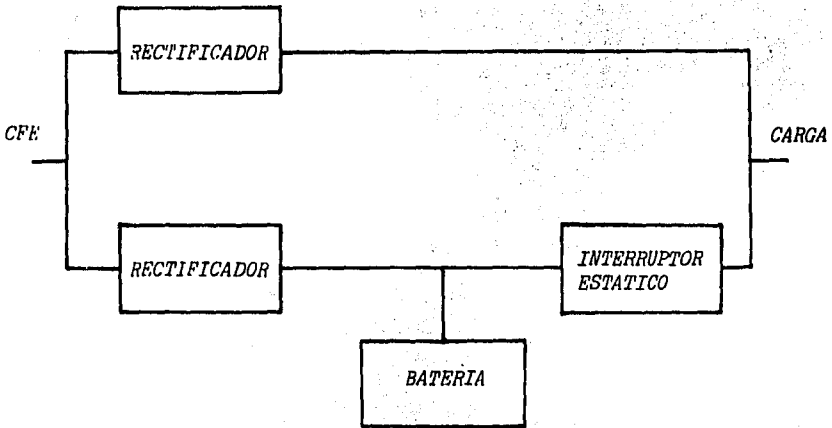 RECTIFICADOR
CFE
CARGA
RECTIFICADOR
INTERRUPTOR
ESTATICO
BATERIA